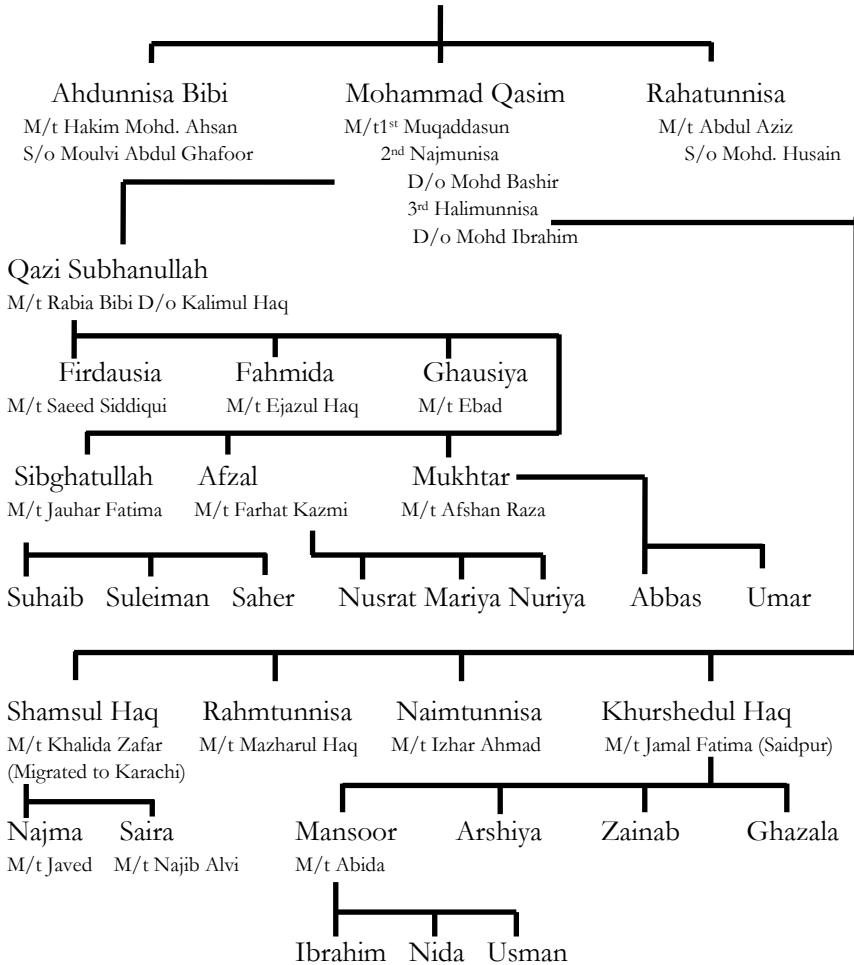 Ahdunnisa Bibi Mohammad Qasim Rahatunnisa
M/t Hakim Mohd. Ahsan M/t1st Muqaddasun M/t Abdul Aziz
S/o Moulvi Abdul Ghafoor 2nd Najmunisa S/o Mohd. Husain
D/o Mohd Bashir
3rd Halimunnisa
D/o Mohd Ibrahim
Qazi Subhanullah
M/t Rabia Bibi D/o Kalimul Haq
Firdausia Fahmida Ghausiya
M/t Saeed Siddiqui M/t Ejazul Haq M/t Ebad
Sibghatullah Afzal Mukhtar
M/t Jauhar Fatima M/t Farhat Kazmi M/t Afshan Raza
Suhaib Suleiman Saher Nusrat Mariya Nuriya Abbas Umar
Shamsul Haq Rahmtunnisa Naimtunnisa Khurshedul Haq
M/t Khalida Zafar M/t Mazharul Haq M/t Izhar Ahmad M/t Jamal Fatima (Saidpur)
(Migrated to Karachi)
Najma Saira Mansoor Arshiya Zainab Ghazala
M/t Javed M/t Najib Alvi M/t Abida
Ibrahim Nida Usman